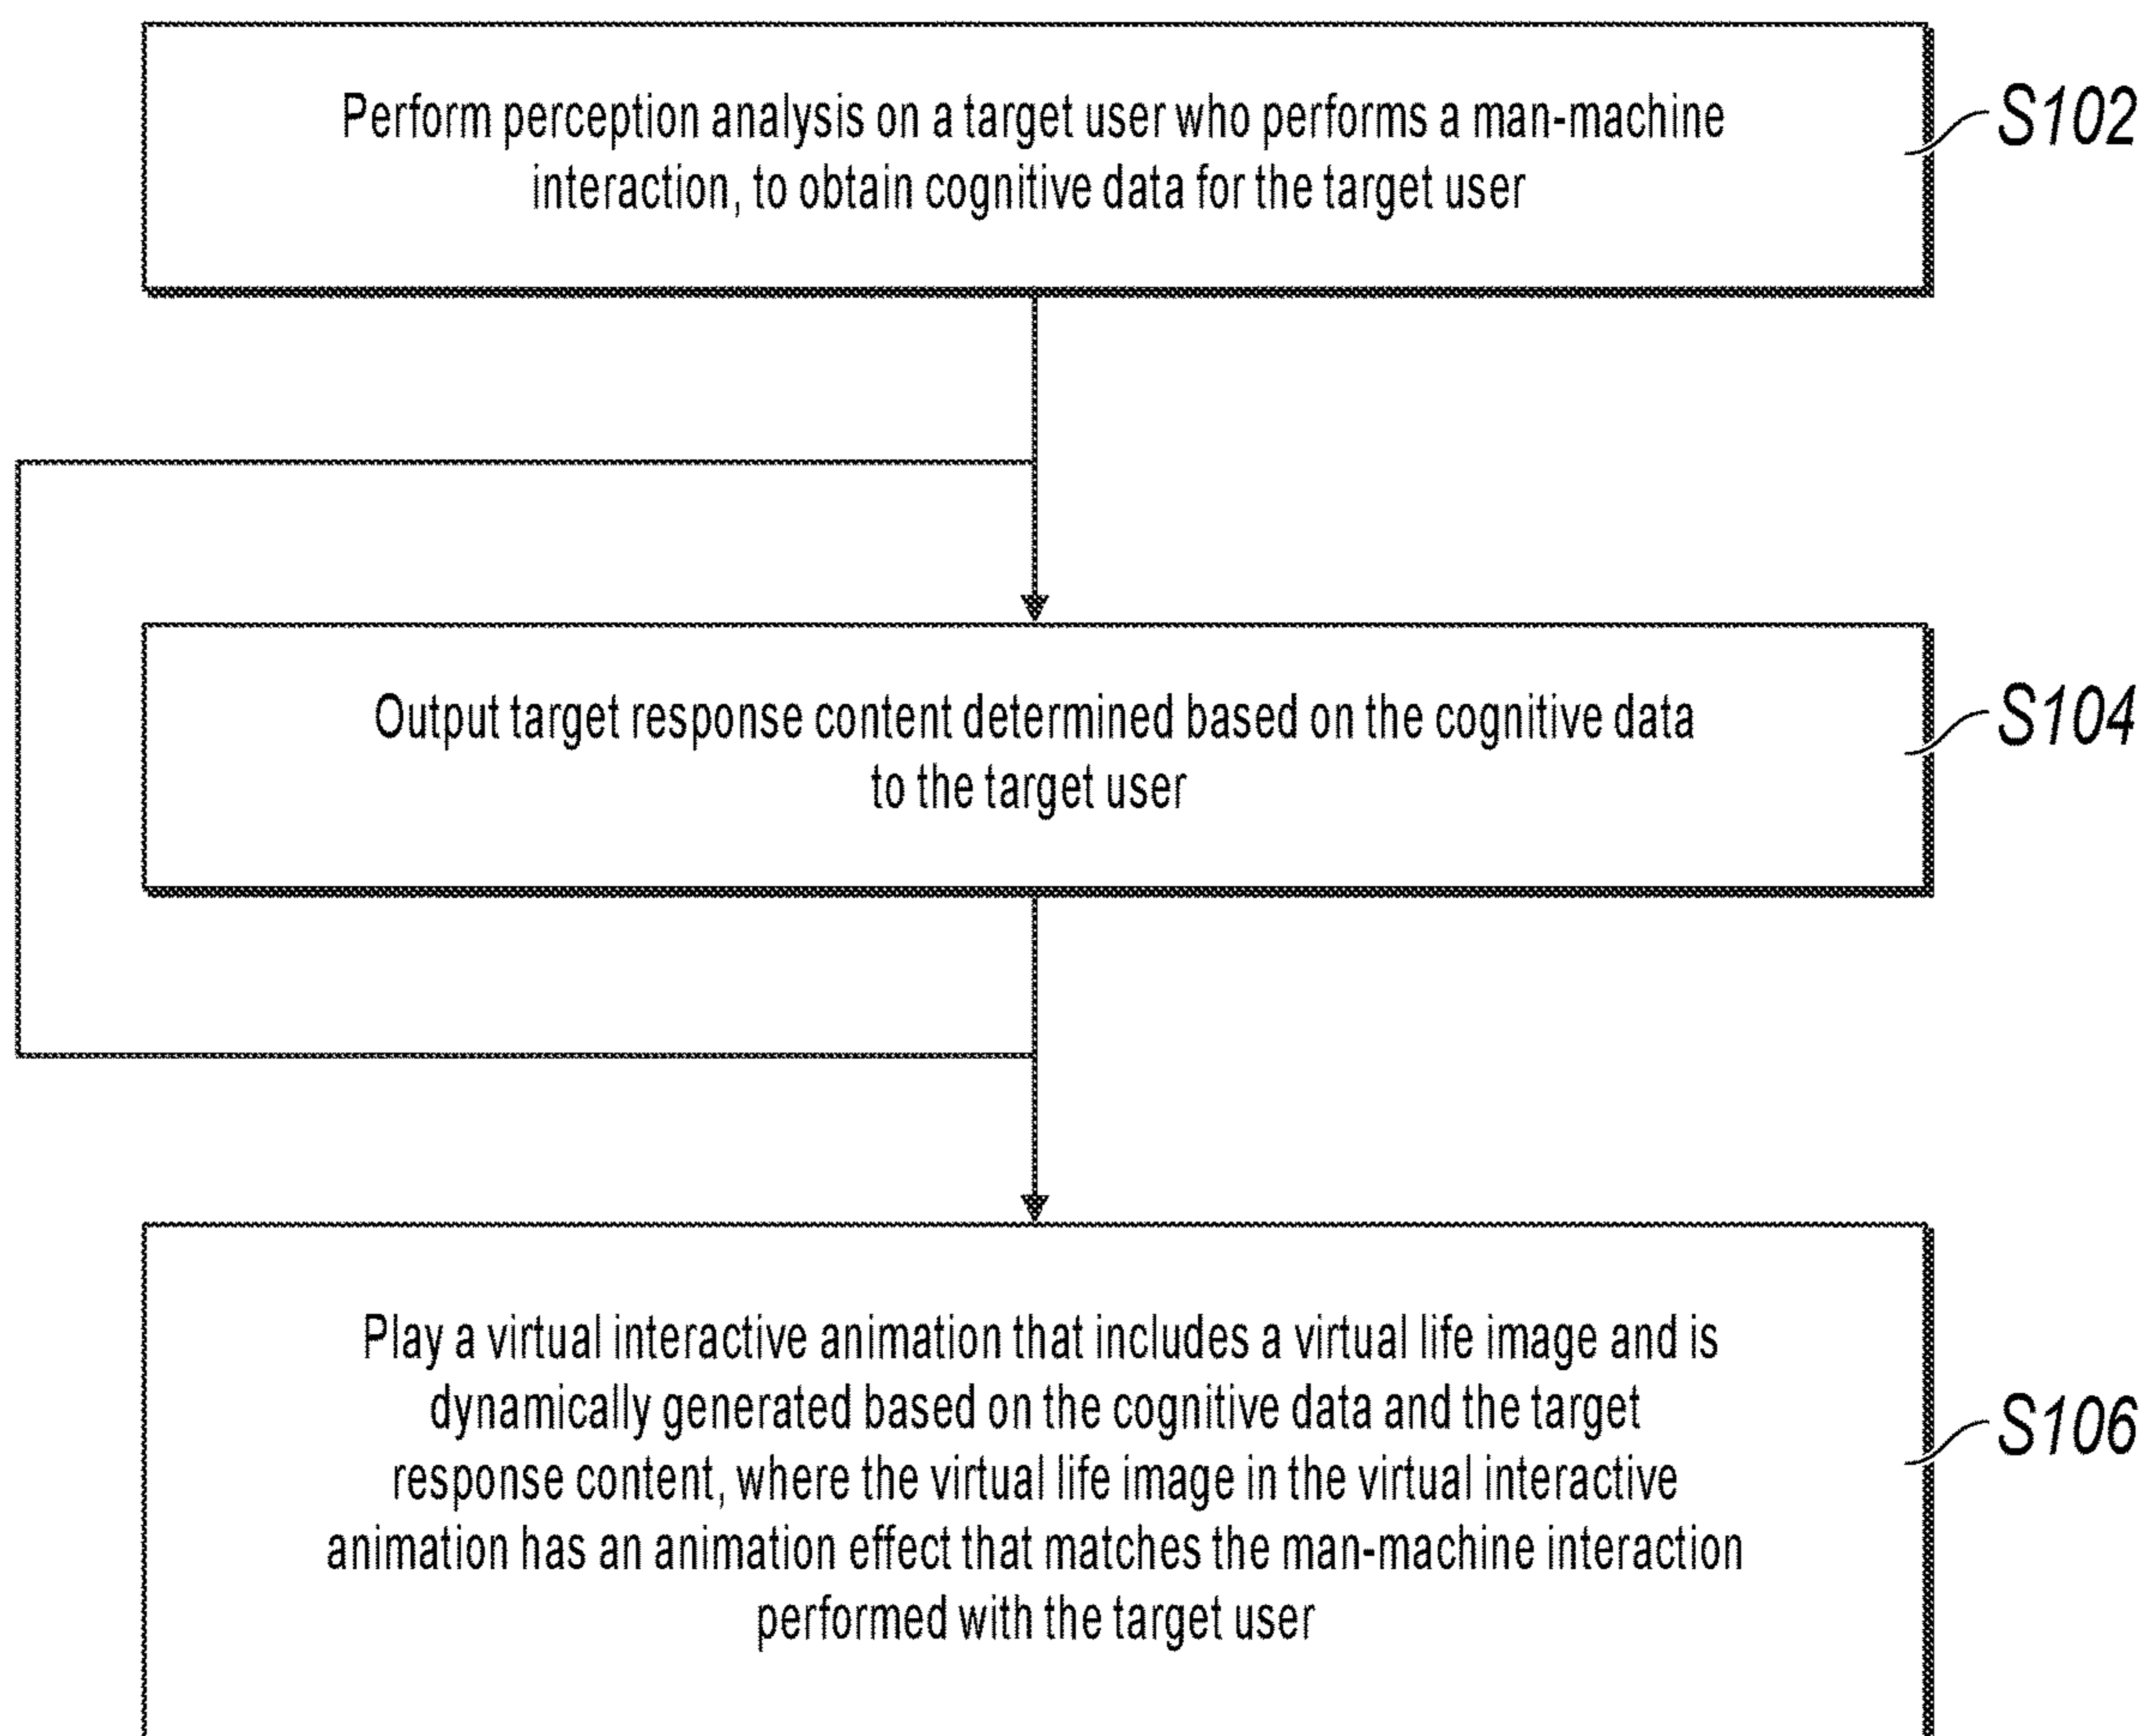 Perform perception analysis on a target user who performs a man-machine
interaction, to obtain cognitive data for the target user
S102
Output target response content determined based on the cognitive data
to the target user
S104
Play a virtual interactive animation that includes a virtual life image and is
dynamically generated based on the cognitive data and the target
response content, where the virtual life image in the virtual interactive
animation has an animation effect that matches the man-machine interaction
performed with the target user
S106